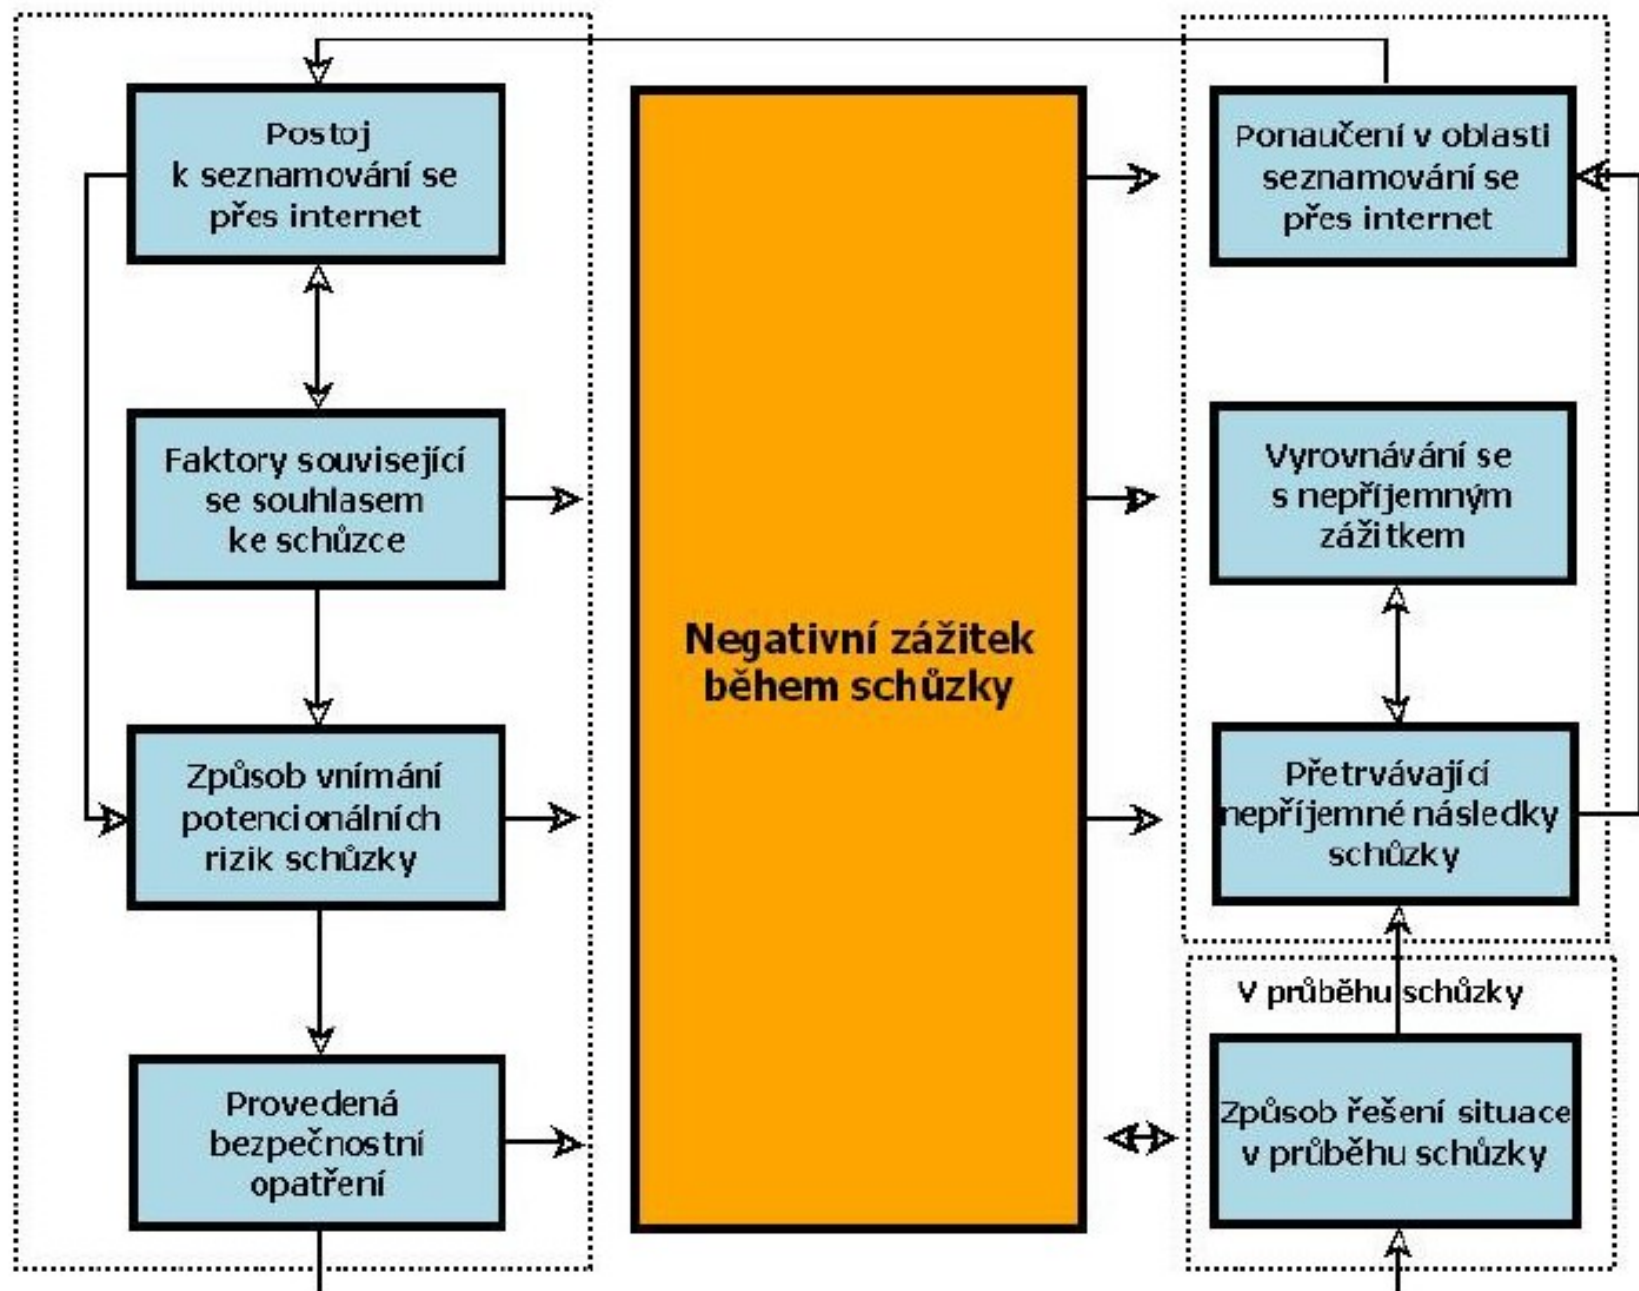 Postoj
k seznamování se
přes internet
Faktory související
se souhlasem
ke schůzce
Způsob vnímání
potencionálních
rizik schůzky
Provedená
bezpečnostní
opatření
Negativní zážitek
během schůzky
Ponaučení v oblasti
seznamování se
přes internet
Vyrovnávání se
s nepříjemným
zážitkem
Přetrvávající
nepříjemné následky
schůzky
V průběhu schůzky
Způsob řešení situace
v průběhu schůzky